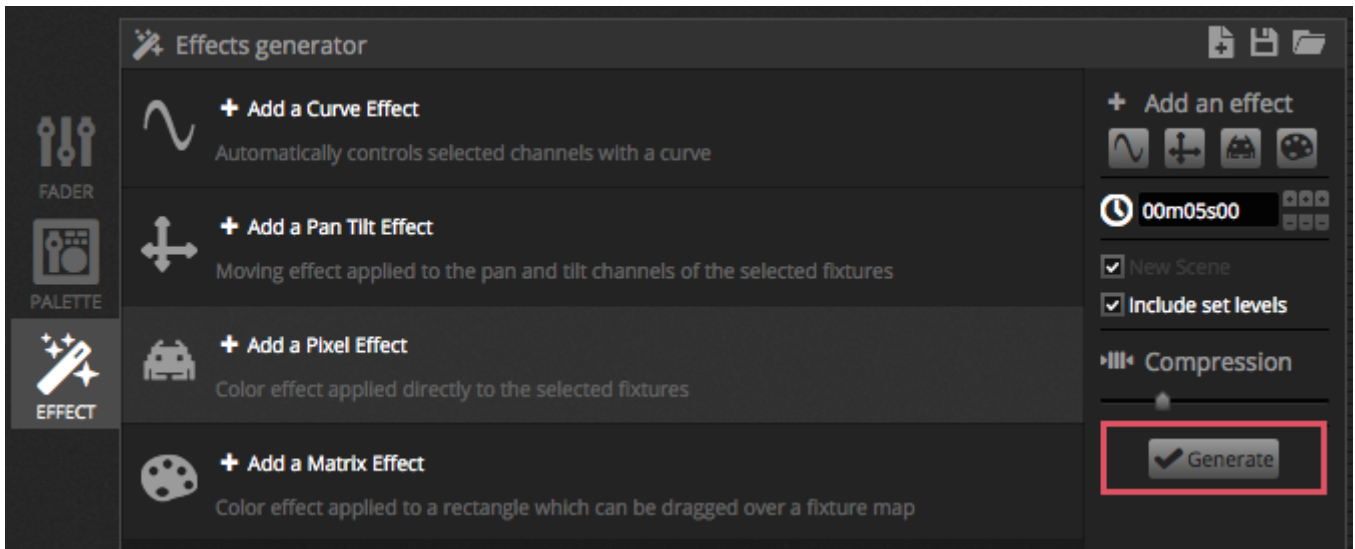 Effects generator
FADER
PALETTE
EFFECT
+ Add a Curve Effect
Automatically controls selected channels with a curve
+ Add a Pan Tilt Effect
Moving effect applied to the pan and tilt channels of the selected fixtures
+ Add a Pixel Effect
Color effect applied directly to the selected fixtures
+ Add a Matrix Effect
Color effect applied to a rectangle which can be dragged over a fixture map
+ Add an effect
00m05s00
New Scene
Include set levels
Compression
Generate